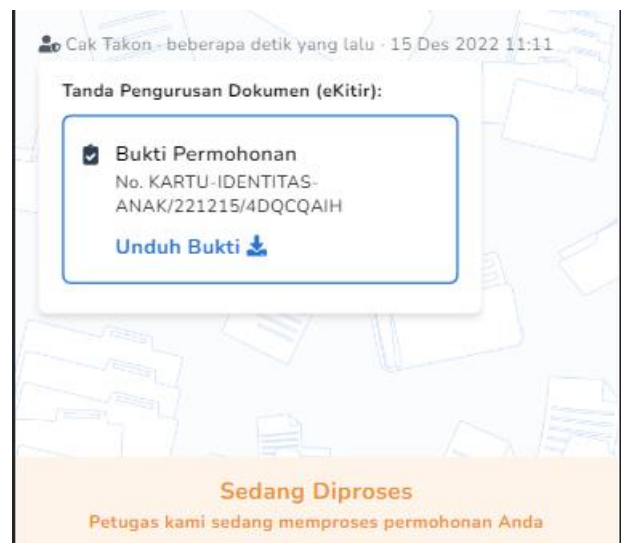 Cak Takon · beberapa detik yang lalu · 15 Des 2022 11:11
Tanda Pengurusan Dokumen (eKitir):
Bukti Permohonan
No. KARTU-IDENTITAS-
ANAK/221215/4DQCQAIH
Unduh Bukti
Sedang Diproses
Petugas kami sedang memproses permohonan Anda